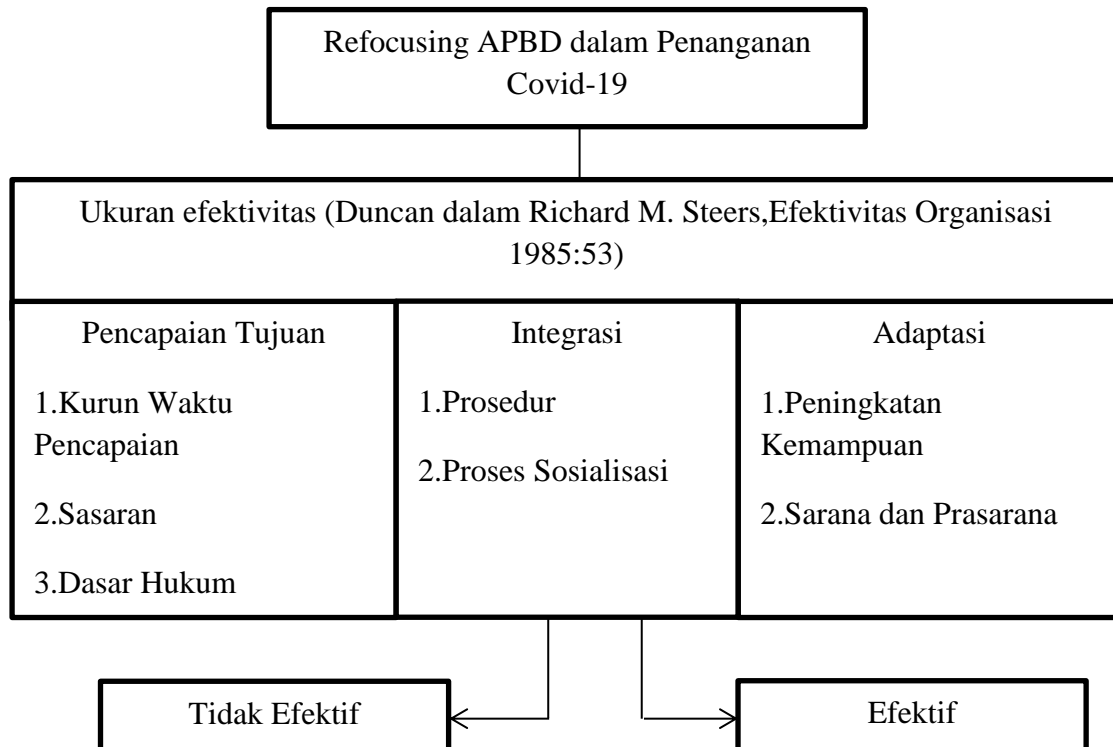 Refocusing APBD dalam Penanganan
Covid-19
Ukuran efektivitas (Duncan dalam Richard M. Steers,Efektivitas Organisasi
1985:53)
Pencapaian Tujuan
1.Kurun Waktu
Pencapaian
2.Sasaran
3.Dasar Hukum
Integrasi
1.Prosedur
2.Proses Sosialisasi
Adaptasi
1.Peningkatan
Kemampuan
2.Sarana dan Prasarana
Tidak Efektif
Efektif